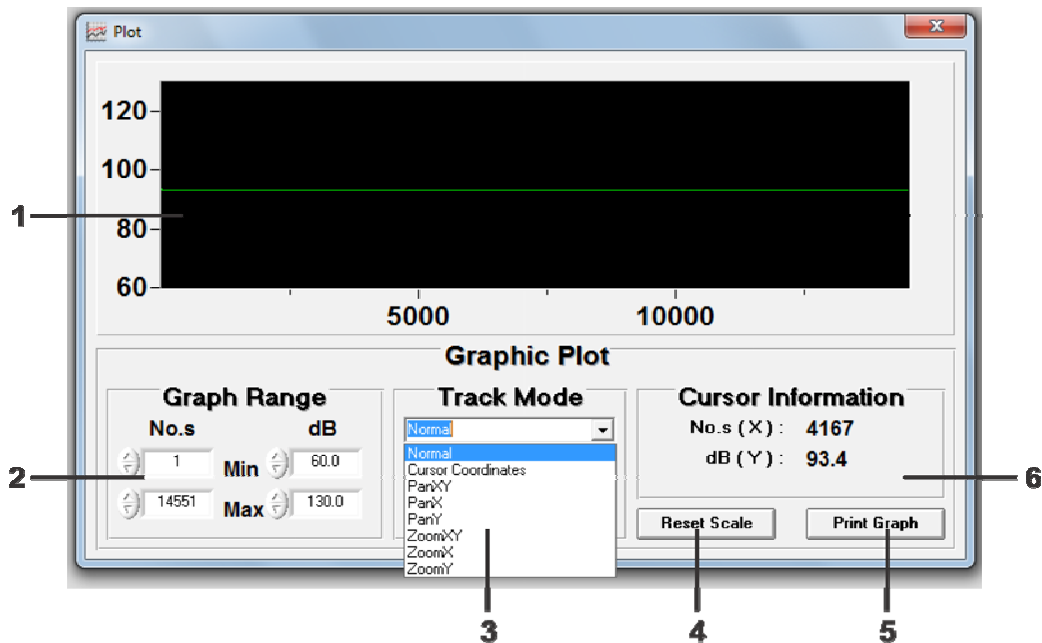 Plot
120
100
80
60
5000 10000
1
Graphic Plot
Graph Range
No.s dB
1 Min 60.0
14551 Max 130.0
Track Mode
Normal
Normal
Cursor Coordinates
PanXY
PanX
PanY
ZoomXY
ZoomX
ZoomY
Cursor Information
No.s ( X ) : 4167
dB ( Y ) : 93.4
Reset Scale Print Graph
2
6
3 4 5